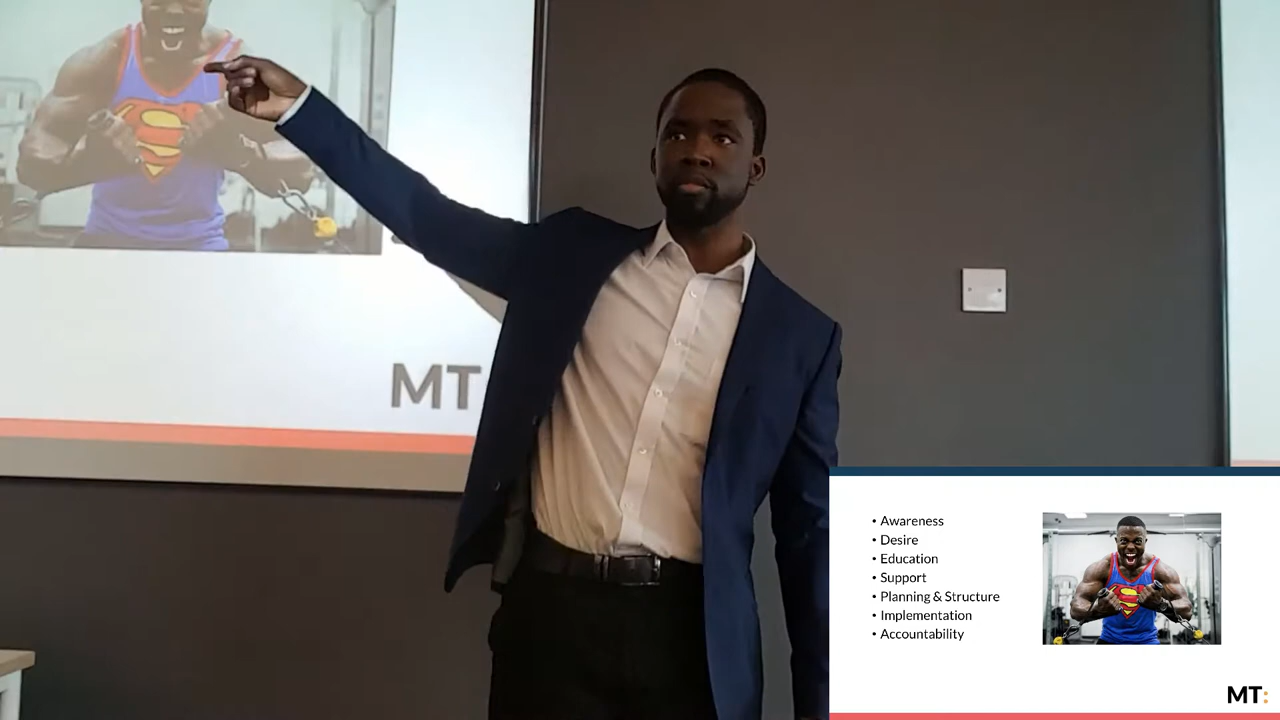 MT
• Awareness
• Desire
• Education
• Support
• Planning & Structure
• Implementation
• Accountability
MT: